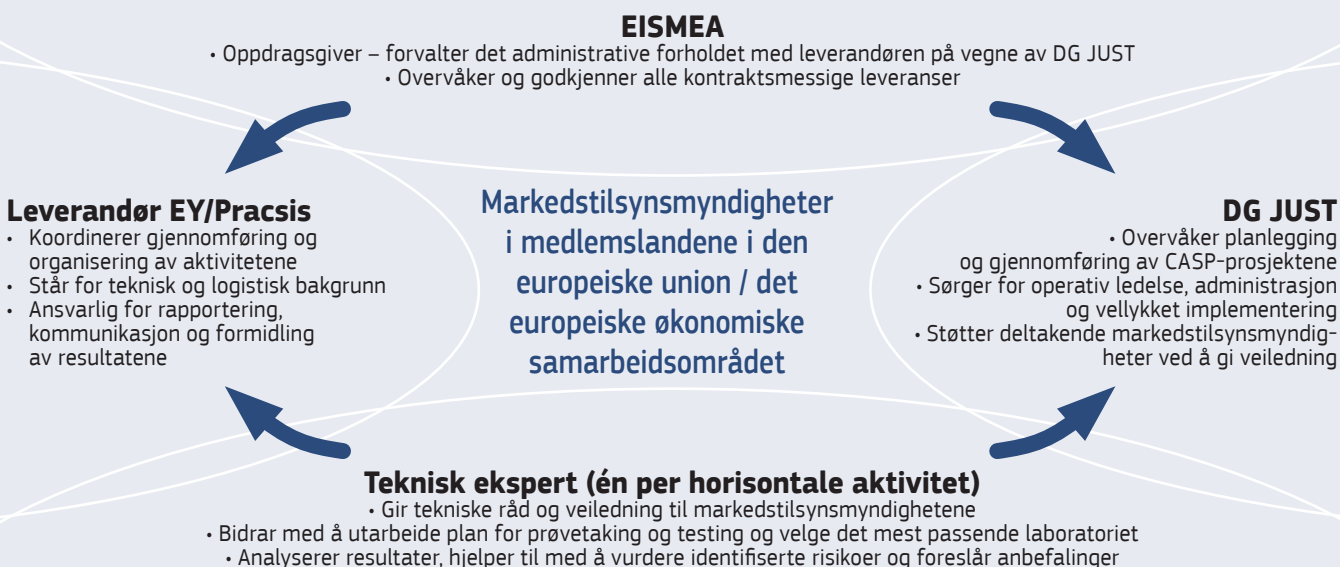 EISMEA
• Oppdragsgiver – forvalter det administrative forholdet med leverandøren på vegne av DG JUST
• Overvåker og godkjenner alle kontraktsmessige leveranser
Leverandør EY/Pracsis
• Koordinerer gjennomføring og
organisering av aktivitetene
• Står for teknisk og logistisk bakgrunn
• Ansvarlig for rapportering,
kommunikasjon og formidling
av resultatene
Markedstilsynsmyndigheter
i medlemslandene i den
europeiske union / det
europeiske økonomiske
samarbeidsområdet
DG JUST
• Overvåker planlegging
og gjennomføring av CASP-prosjektene
• Sørger for operativ ledelse, administrasjon
og vellykket implementering
• Støtter deltakende markedstilsynsmyndig-
heter ved å gi veiledning
Teknisk ekspert (én per horisontale aktivitet)
• Gir tekniske råd og veiledning til markedstilsynsmyndighetene
• Bidrar med å utarbeide plan for prøvetaking og testing og velge det mest passende laboratoriet
• Analyserer resultater, hjelper til med å vurdere identifiserte risikoer og foreslår anbefalinger